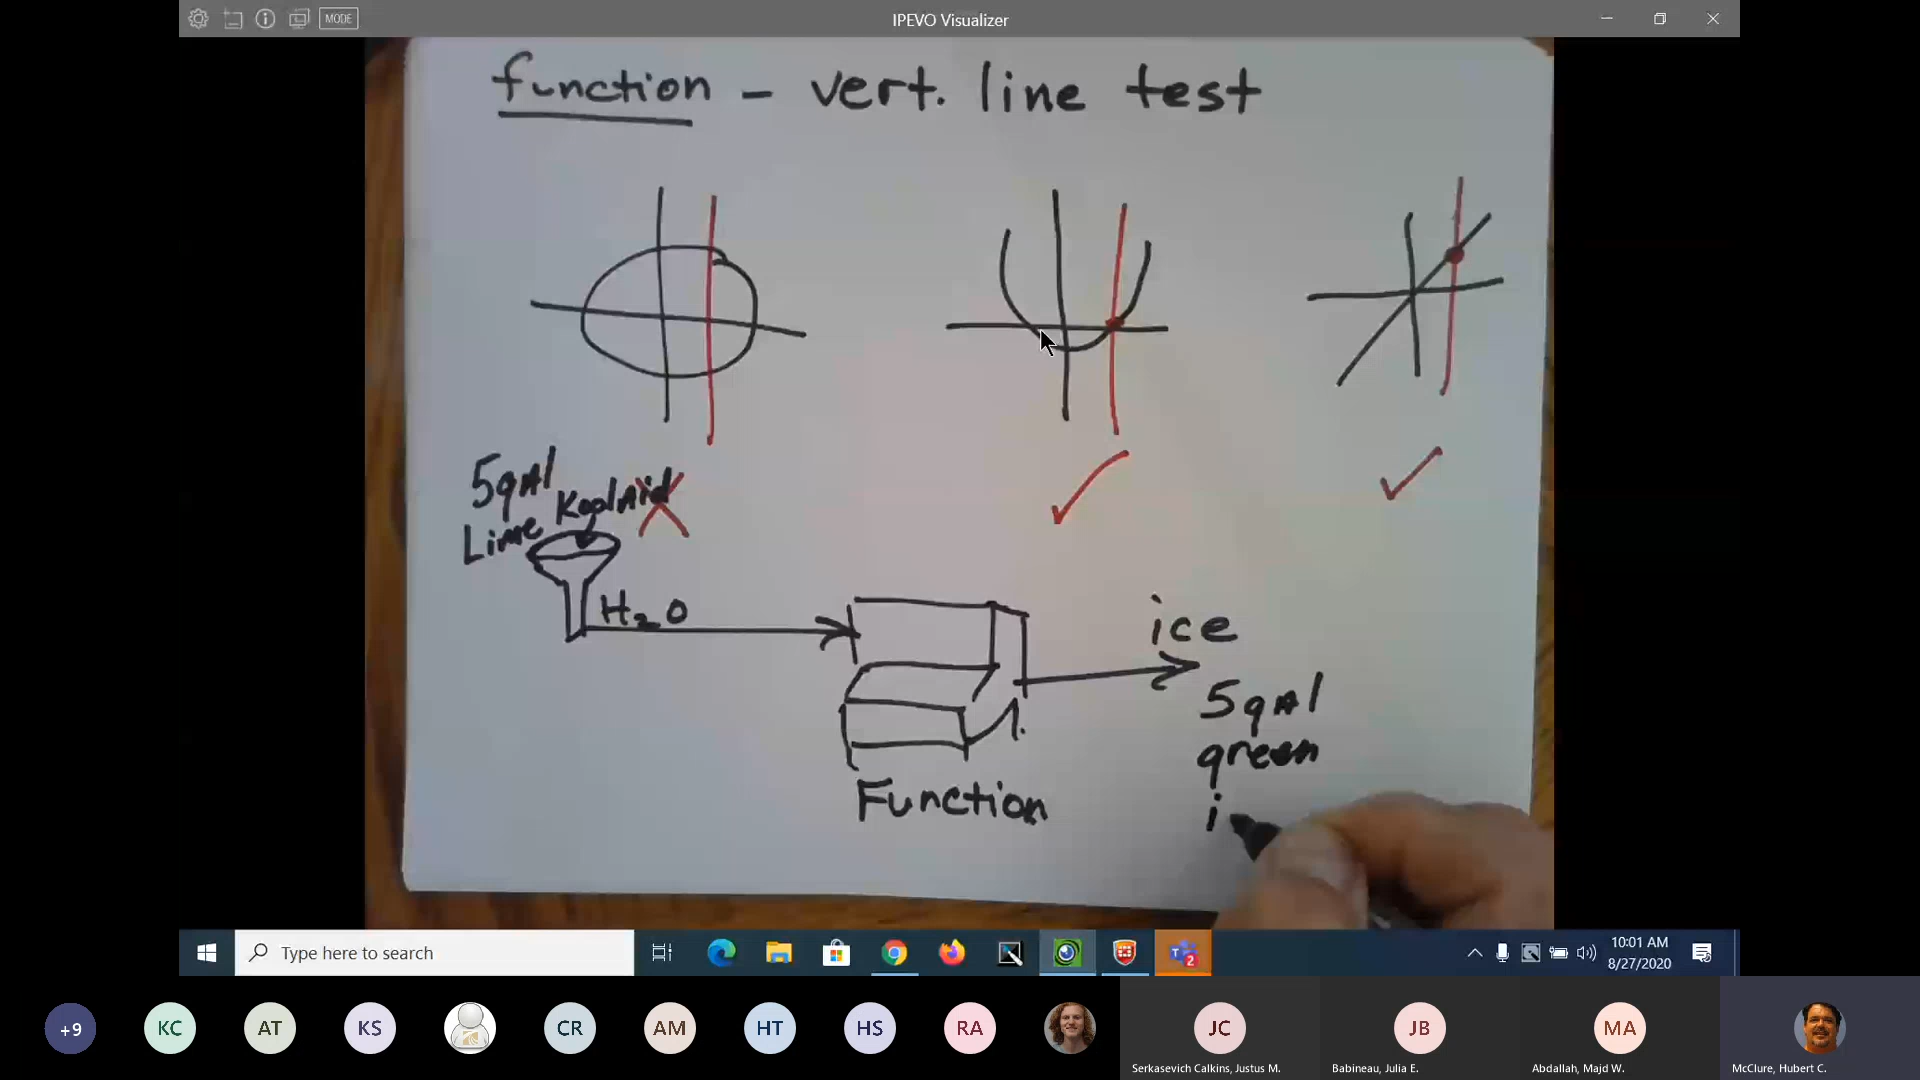 MODE
IPEVO Visualizer
function - vert. line test
5gAl
KoolAid
Lime
H₂O
ice
5gAl
green
i
Function
Type here to search
2
10:01 AM
8/27/2020
+9
KC
AT
KS
CR
AM
HT
HS
RA
JC
JB
MA
Serkasevich Calkins, Justus M.
Babineau, Julia E.
Abdallah, Majd W.
McClure, Hubert C.